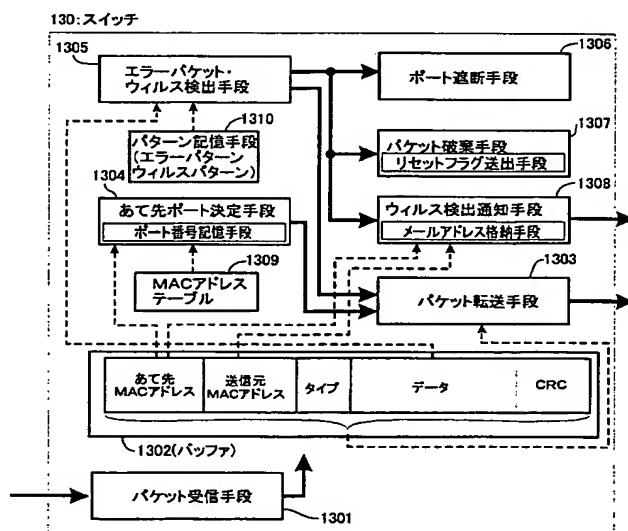 130:スイッチ
1305
エラーパケット・
ウィルス検出手段
1306
ポート遮断手段
1310
パターン記憶手段
(エラーパターン
ウィルスパターン)
1307
パケット破棄手段
リセットフラグ送出手段
1304
あて先ポート決定手段
ポート番号記憶手段
1308
ウィルス検出通知手段
メールアドレス格納手段
1309
MACアドレス
テーブル
1303
パケット転送手段
あて先
MACアドレス
送信元
MACアドレス
タイプ
データ
CRC
1302(バッファ)
パケット受信手段
1301